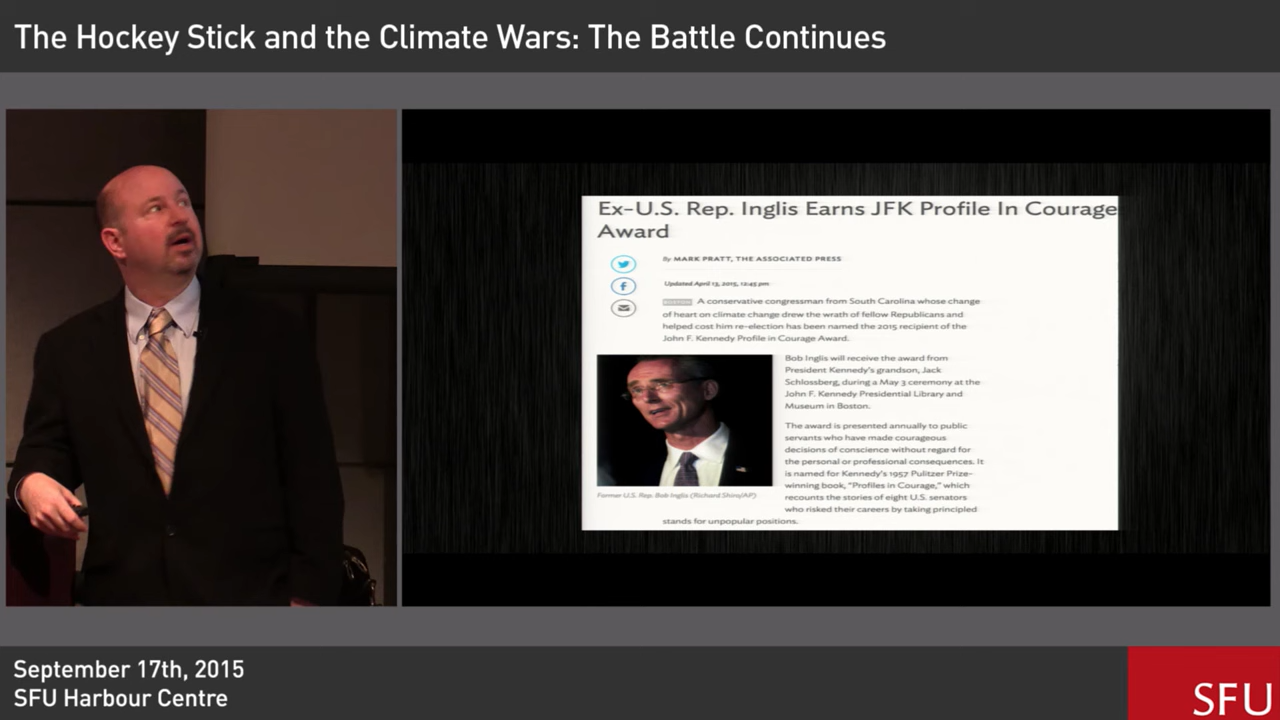 The Hockey Stick and the Climate Wars: The Battle Continues
Ex-U.S. Rep. Inglis Earns JFK Profile In Courage
Award
By MARK PRATT, THE ASSOCIATED PRESS
Updated April 13, 2015, 12:45 pm
BOSTON A conservative congressman from South Carolina whose change
of heart on climate change drew the wrath of fellow Republicans and
helped cost him re-election has been named the 2015 recipient of the
John F. Kennedy Profile in Courage Award.
Bob Inglis will receive the award from
President Kennedy's grandson, Jack
Schlossberg, during a May 3 ceremony at the
John F. Kennedy Presidential Library and
Museum in Boston.
The award is presented annually to public
servants who have made courageous
decisions of conscience without regard for
the personal or professional consequences. It
is named for Kennedy's 1957 Pulitzer Prize-
winning book, "Profiles in Courage," which
recounts the stories of eight U.S. senators
who risked their careers by taking principled
stands for unpopular positions.
Former U.S. Rep. Bob Inglis (Richard Shiro/AP)
September 17th, 2015
SFU Harbour Centre
SFU